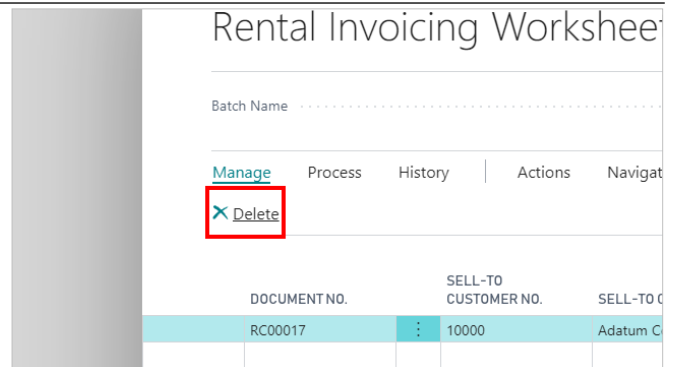 Rental Invoicing Worksheet
Batch Name
Manage Process History Actions Navigat
Delete
SELL-TO
DOCUMENT NO. CUSTOMER NO. SELL-TO C
RC00017 10000 Adatum C